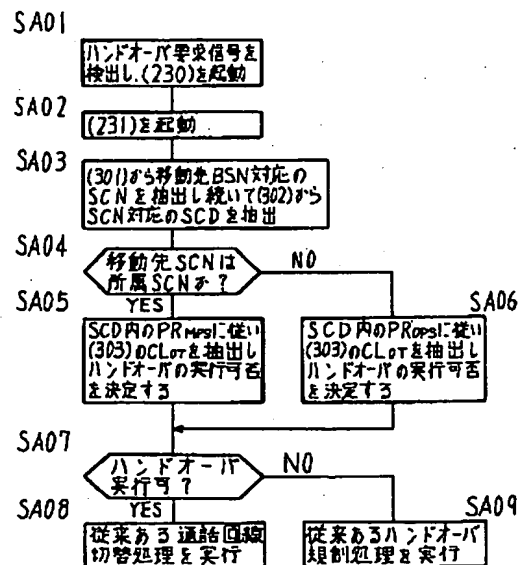 SA01
ハンドオーバ要求信号を
検出し、(230)を起動
SA02
(231)を起動
SA03
(301)から移動先BSN対応の
SCNを抽出し続いて(302)から
SCN対応のSCDを抽出
SA04
移動先SCNは
所属SCNか?
NO
SA05
YES
SA06
SCD内のPRMPSIに従い
(303)のCLOTを抽出し
ハンドオーバの実行可否
を決定する
SCD内のPROPSIに従い
(303)のCLOTを抽出し
ハンドオーバの実行可否
を決定する
SA07
ハンドオーバ
実行可?
NO
SA08
YES
SA09
従来ある通話回線
切替処理を実行
従来あるハンドオーバ
規制処理を実行